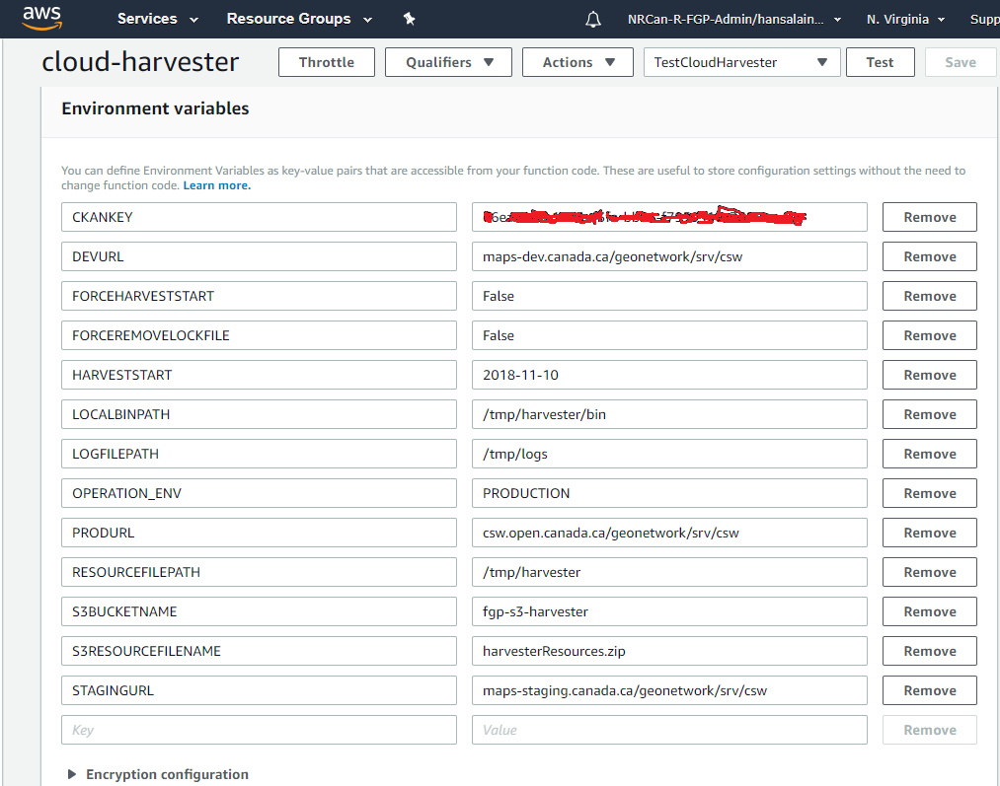 aws Services Resource Groups NRCan-R-FGP-Admin/hansalain... N. Virginia Supp
cloud-harvester Throttle Qualifiers Actions TestCloudHarvester Test Save
Environment variables
You can define Environment Variables as key-value pairs that are accessible from your function code. These are useful to store configuration settings without the need to
change function code. Learn more.
CKANKEY Remove
DEVURL maps-dev.canada.ca/geonetwork/srv/csw Remove
FORCEHARVESTSTART False Remove
FORCEREMOVELOCKFILE False Remove
HARVESTSTART 2018-11-10 Remove
LOCALBINPATH /tmp/harvester/bin Remove
LOGFILEPATH /tmp/logs Remove
OPERATION_ENV PRODUCTION Remove
PRODURL csw.open.canada.ca/geonetwork/srv/csw Remove
RESOURCEFILEPATH /tmp/harvester Remove
S3BUCKETNAME fgp-s3-harvester Remove
S3RESOURCEFILENAME harvesterResources.zip Remove
STAGINGURL maps-staging.canada.ca/geonetwork/srv/csw Remove
Key Value Remove
Encryption configuration